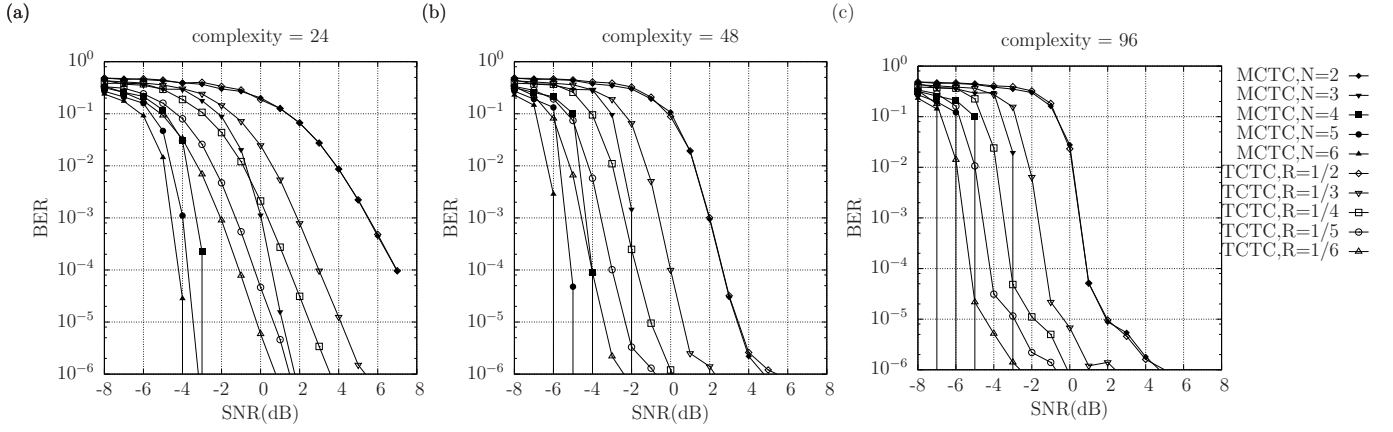 (a)
complexity = 24
10^0
10^-1
10^-2
10^-3
10^-4
10^-5
10^-6
BER
-8 -6 -4 -2 0 2 4 6 8
SNR(dB)
(b)
complexity = 48
10^0
10^-1
10^-2
10^-3
10^-4
10^-5
10^-6
BER
-8 -6 -4 -2 0 2 4 6 8
SNR(dB)
(c)
complexity = 96
10^0
10^-1
10^-2
10^-3
10^-4
10^-5
10^-6
BER
-8 -6 -4 -2 0 2 4 6 8
SNR(dB)
MCTC,N=2
MCTC,N=3
MCTC,N=4
MCTC,N=5
MCTC,N=6
TCTC,R=1/2
TCTC,R=1/3
TCTC,R=1/4
TCTC,R=1/5
TCTC,R=1/6